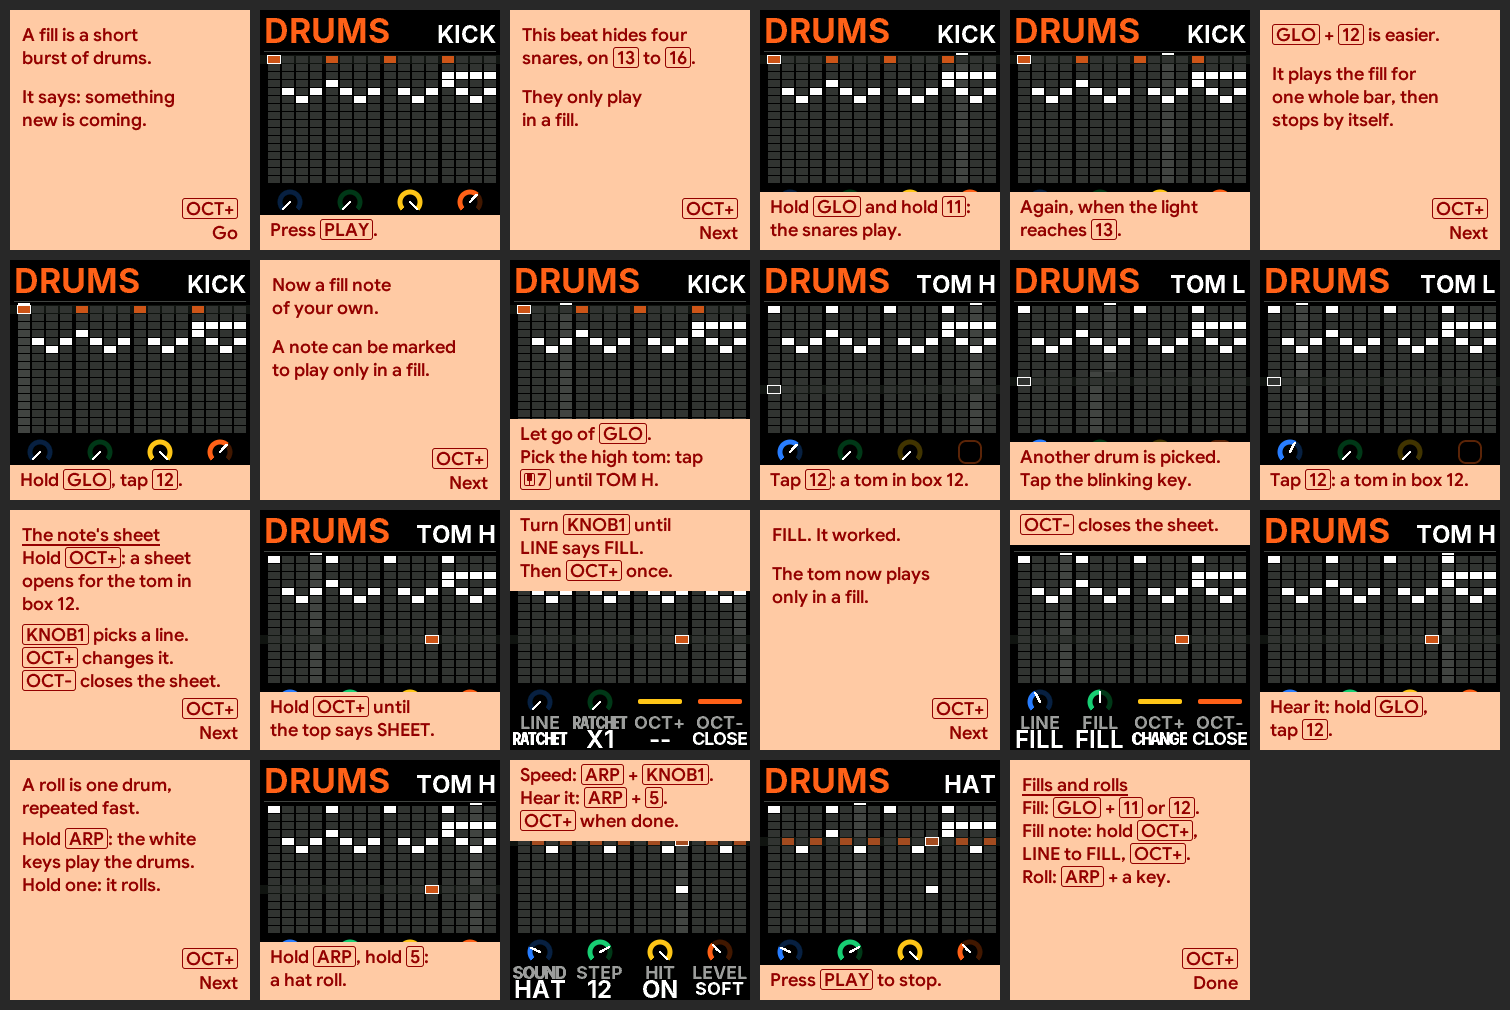 A fill is a short
burst of drums.
It says: something
new is coming.
OCT+
Go
DRUMS KICK
Press PLAY.
This beat hides four
snares, on 13 to 16.
They only play
in a fill.
OCT+
Next
DRUMS KICK
Hold GLO and hold 11:
the snares play.
DRUMS KICK
Again, when the light
reaches 13.
GLO + 12 is easier.
It plays the fill for
one whole bar, then
stops by itself.
OCT+
Next
DRUMS KICK
Hold GLO, tap 12.
Now a fill note
of your own.
A note can be marked
to play only in a fill.
OCT+
Next
DRUMS KICK
Let go of GLO.
Pick the high tom: tap
7 until TOM H.
DRUMS TOM H
Tap 12: a tom in box 12.
DRUMS TOM L
Another drum is picked.
Tap the blinking key.
DRUMS TOM L
Tap 12: a tom in box 12.
The note's sheet
Hold OCT+: a sheet
opens for the tom in
box 12.
KNOB1 picks a line.
OCT+ changes it.
OCT- closes the sheet.
OCT+
Next
DRUMS TOM H
Hold OCT+ until
the top says SHEET.
Turn KNOB1 until
LINE says FILL.
Then OCT+ once.
LINE RATCHET OCT+ OCT-
RATCHET X1 -- CLOSE
FILL. It worked.
The tom now plays
only in a fill.
OCT+
Next
OCT- closes the sheet.
LINE FILL OCT+ OCT-
FILL FILL CHANGE CLOSE
DRUMS TOM H
Hear it: hold GLO,
tap 12.
A roll is one drum,
repeated fast.
Hold ARP: the white
keys play the drums.
Hold one: it rolls.
OCT+
Next
DRUMS TOM H
Hold ARP, hold 5:
a hat roll.
Speed: ARP + KNOB1.
Hear it: ARP + 5.
OCT+ when done.
SOUND STEP HIT LEVEL
HAT 12 ON SOFT
DRUMS HAT
Press PLAY to stop.
Fills and rolls
Fill: GLO + 11 or 12.
Fill note: hold OCT+,
LINE to FILL, OCT+.
Roll: ARP + a key.
OCT+
Done